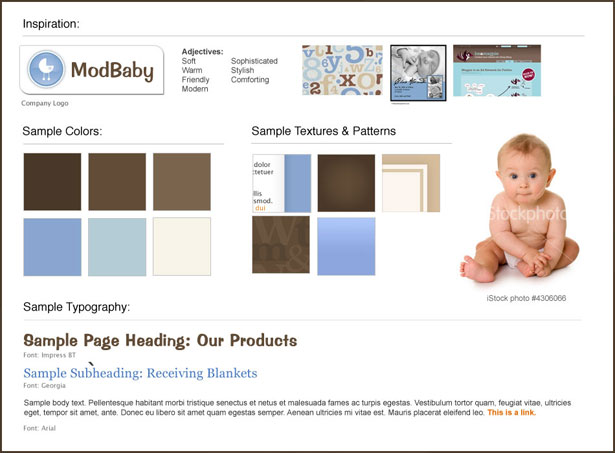 Inspiration:
ModBaby
Company Logo
Adjectives:
Soft Sophisticated
Warm Stylish
Friendly Comforting
Modern
Sample Colors:
Sample Textures & Patterns
dolor
ctetuer
llis
smod
dui
iStockphoto
iStock photo #4306066
Sample Typography:
Sample Page Heading: Our Products
Font: Impress BT
Sample Subheading: Receiving Blankets
Font: Georgia
Sample body text. Pellentesque habitant morbi tristique senectus et netus et malesuada fames ac turpis egestas. Vestibulum tortor quam, feugiat vitae, ultricies
eget, tempor sit amet, ante. Donec eu libero sit amet quam egestas semper. Aenean ultricies mi vitae est. Mauris placerat eleifend leo. This is a link.
Font: Arial